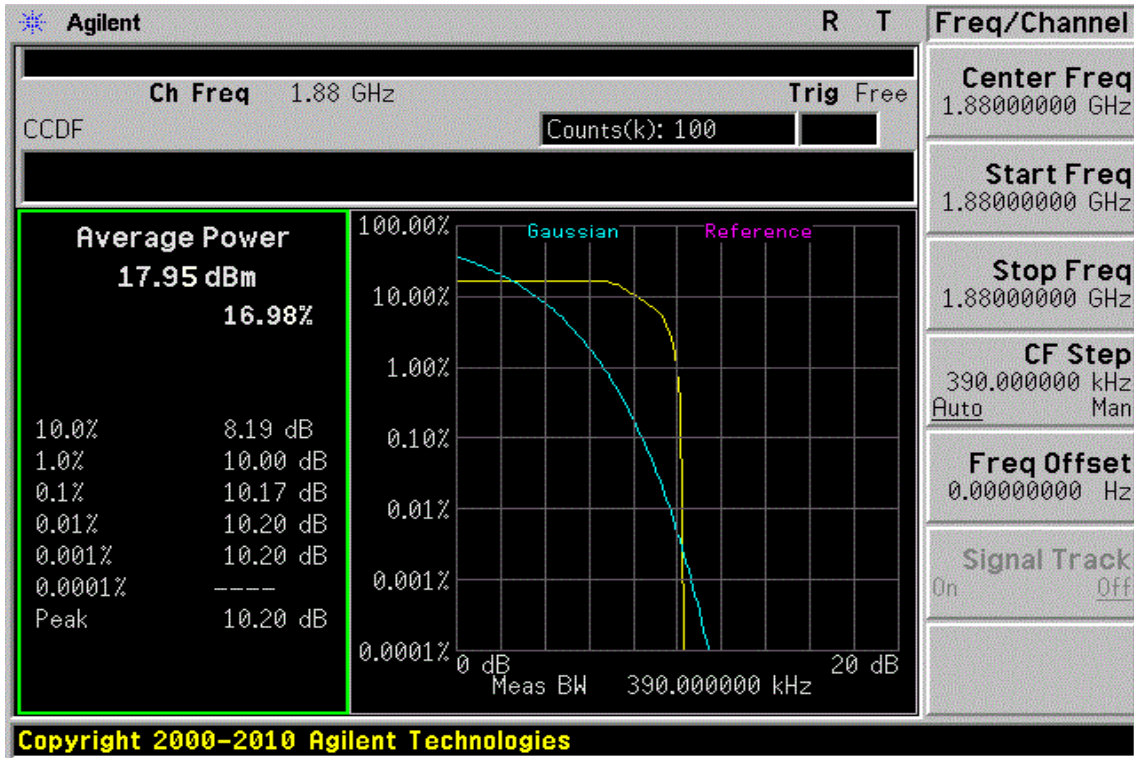 Agilent R T
Ch Freq 1.88 GHz Trig Free
CCDF Counts(k): 100
Average Power
17.95 dBm
16.98%
10.0% 8.19 dB
1.0% 10.00 dB
0.1% 10.17 dB
0.01% 10.20 dB
0.001% 10.20 dB
0.0001% ----
Peak 10.20 dB
Gaussian Reference
100.00%
10.00%
1.00%
0.10%
0.01%
0.001%
0.0001%
0 dB 20 dB
Meas BW 390.000000 kHz
Freq/Channel
Center Freq
1.88000000 GHz
Start Freq
1.88000000 GHz
Stop Freq
1.88000000 GHz
CF Step
390.000000 kHz
Auto Man
Freq Offset
0.00000000 Hz
Signal Track
On Off
Copyright 2000-2010 Agilent Technologies